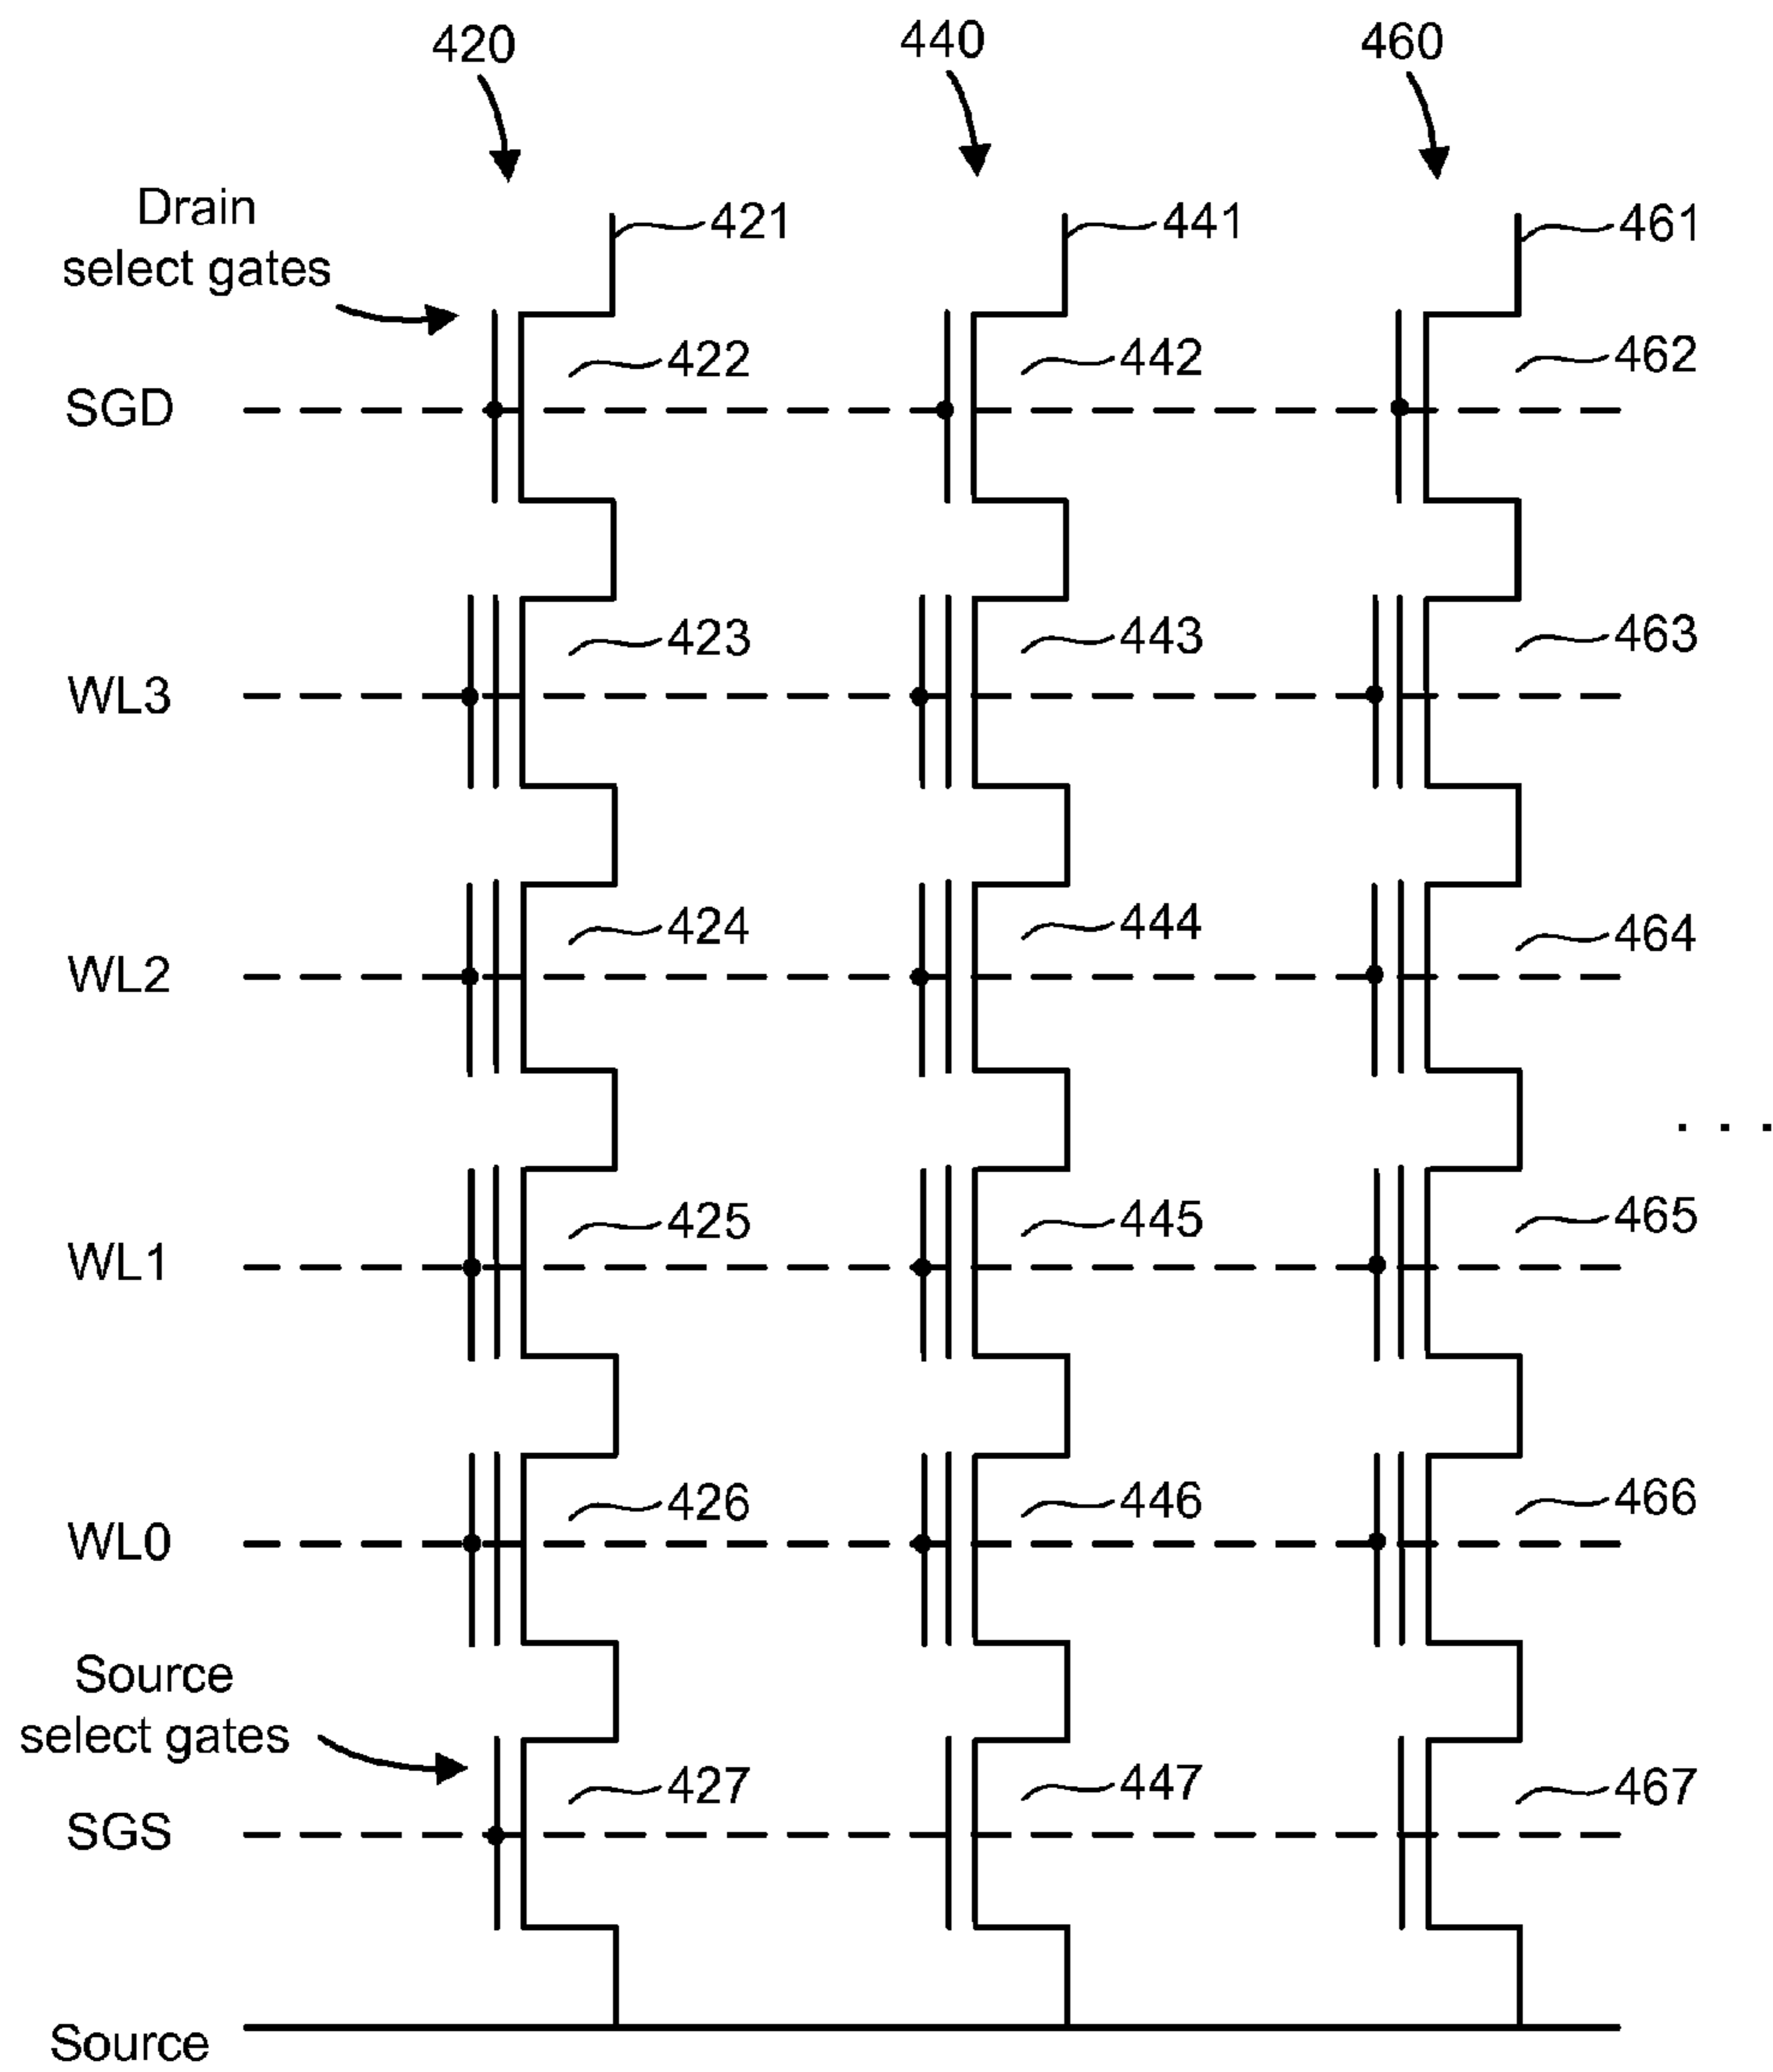 420 440 460
Drain
select gates
421 441 461
422 442 462
SGD
423 443 463
WL3
424 444 464
WL2
. . .
425 445 465
WL1
426 446 466
WL0
Source
select gates
427 447 467
SGS
Source